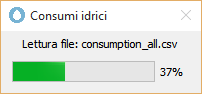 Consumi idrici
Lettura file: consumption_all.csv
37%